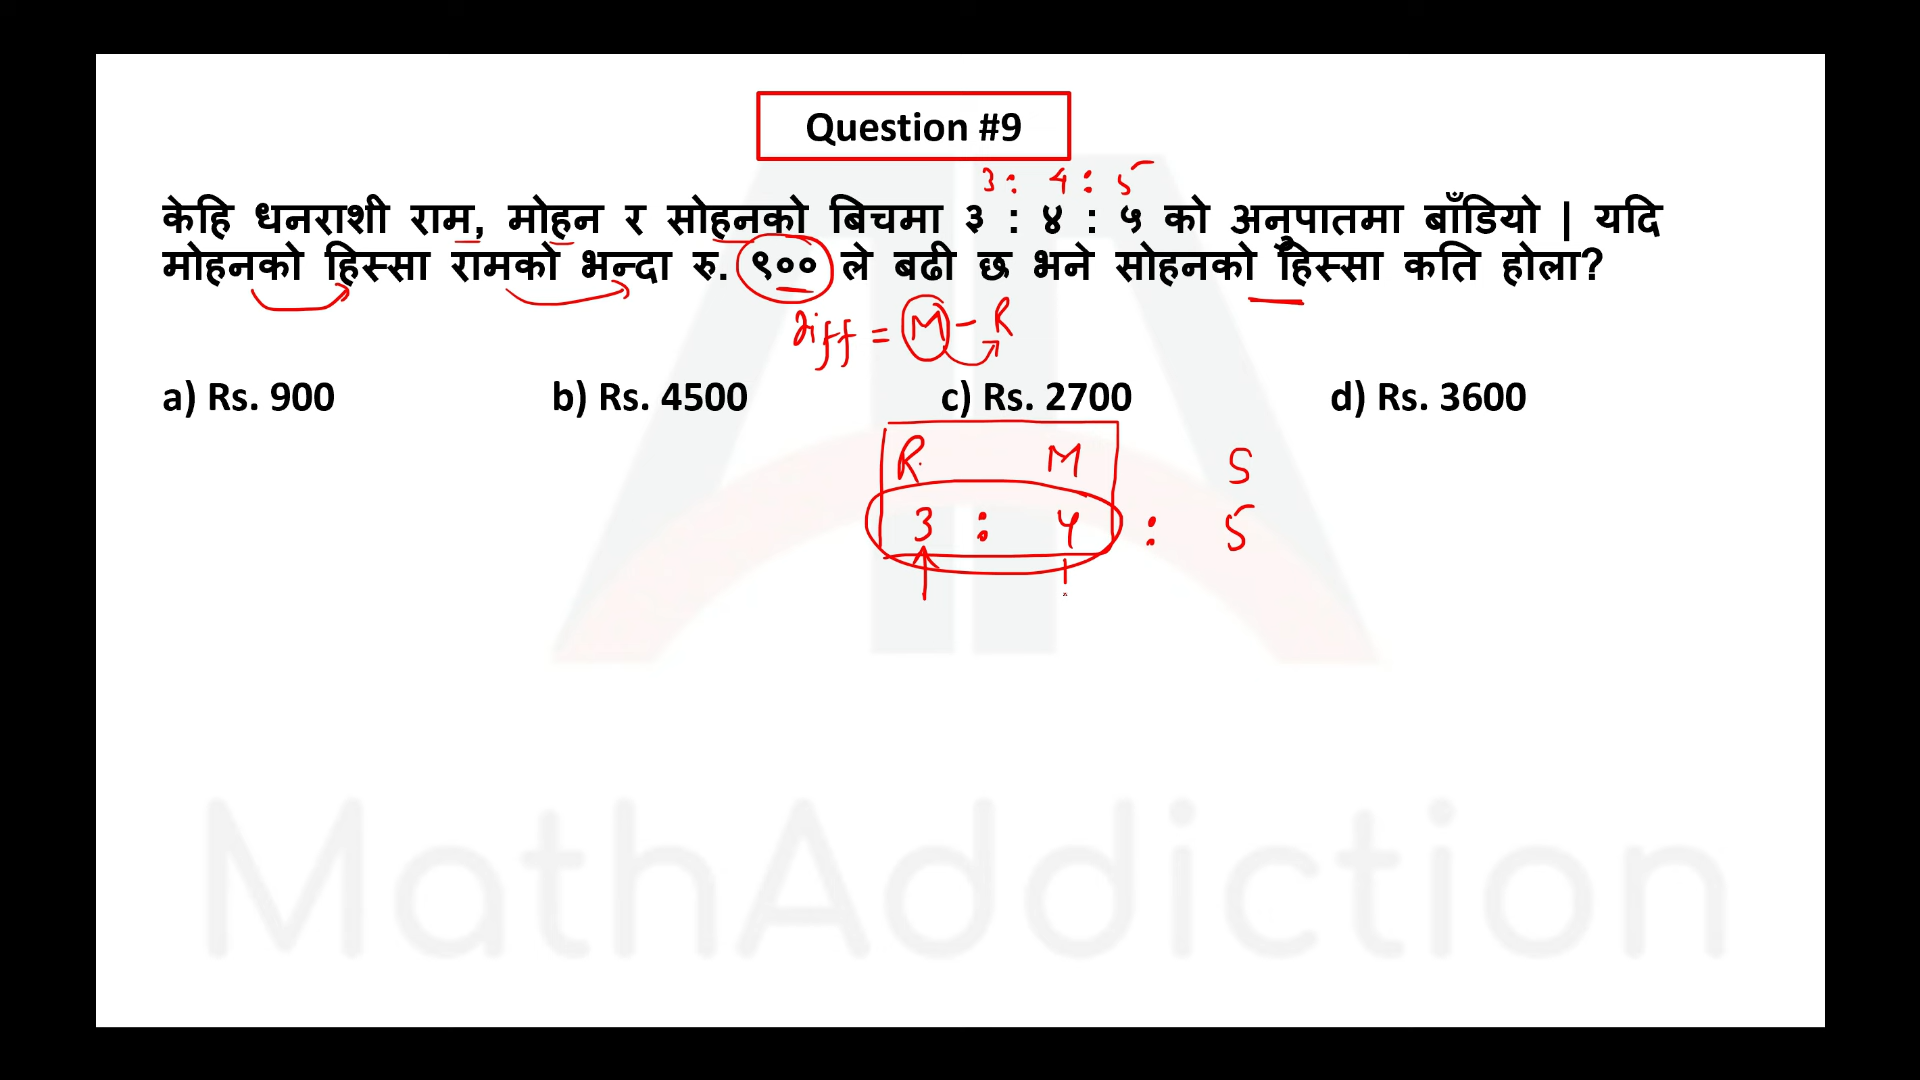 Question #9
3 : 4 : 5
केहि धनराशी राम, मोहन र सोहनको बिचमा ३ : ४ : ५ को अनुपातमा बाँडियो | यदि
मोहनको हिस्सा रामको भन्दा रु. ९०० ले बढी छ भने सोहनको हिस्सा कति होला?
diff = M - R
a) Rs. 900 b) Rs. 4500 c) Rs. 2700 d) Rs. 3600
R M S
3 : 4 : 5
MathAddiction